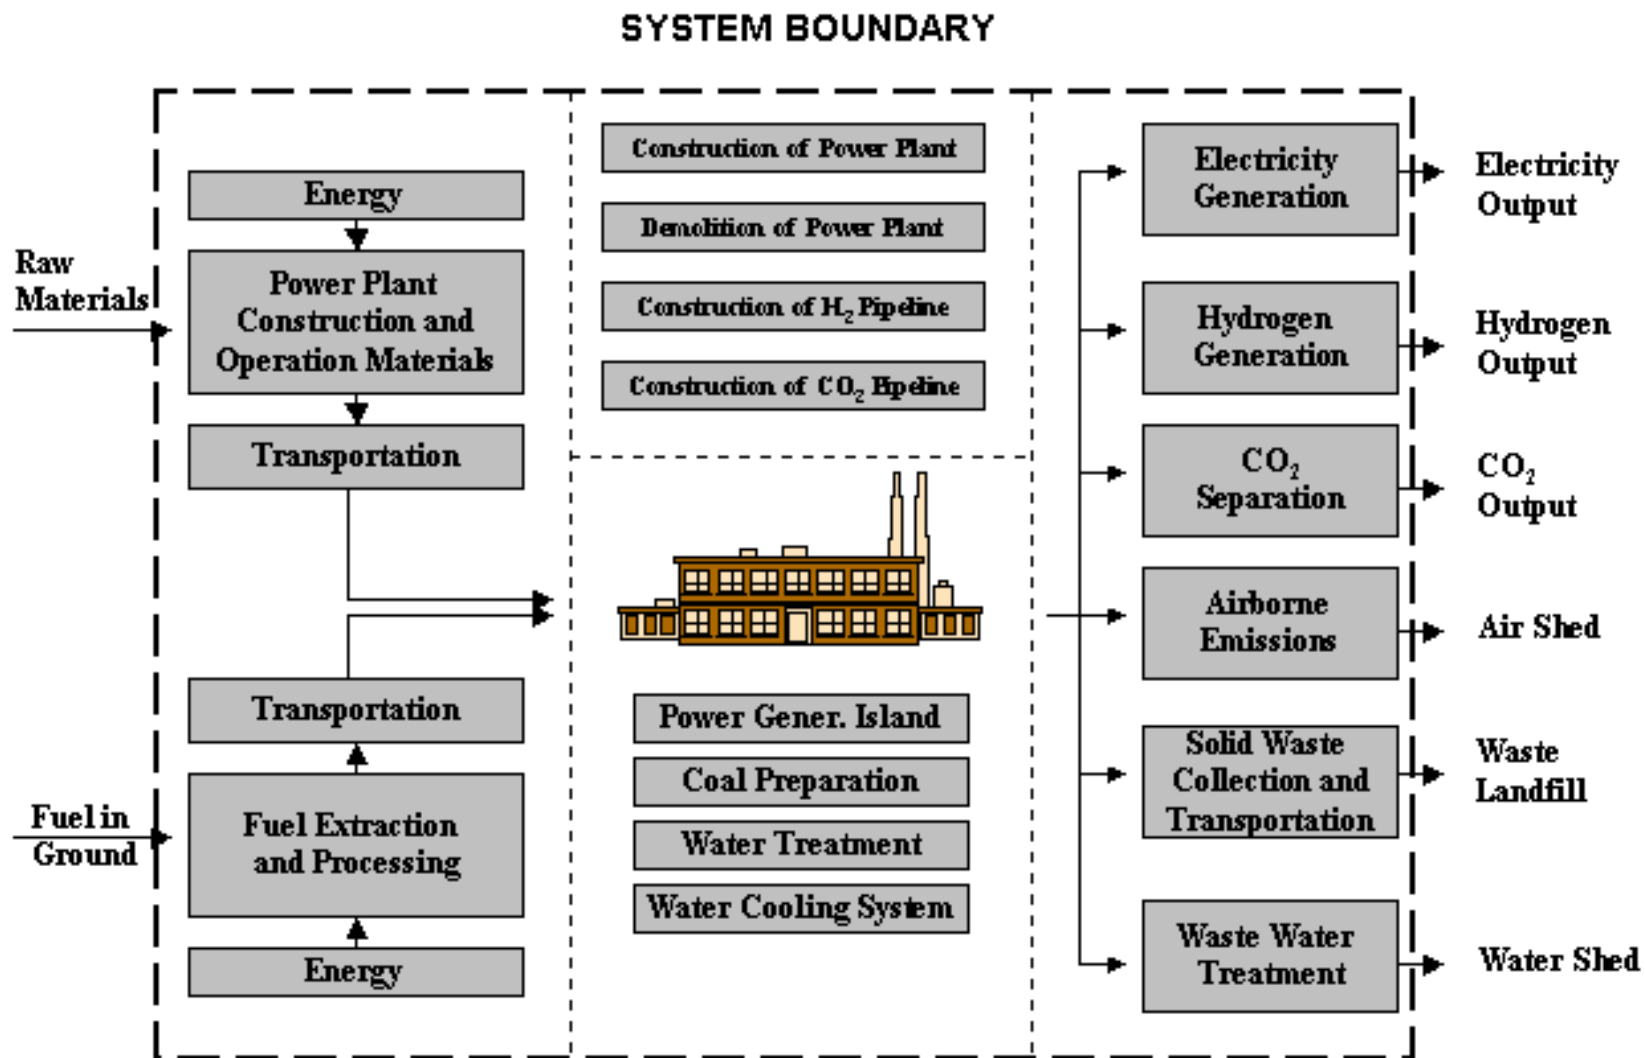 SYSTEM BOUNDARY
Raw
Materials
Fuel in
Ground
Energy
Power Plant
Construction and
Operation Materials
Transportation
Transportation
Fuel Extraction
and Processing
Energy
Construction of Power Plant
Demolition of Power Plant
Construction of H₂ Pipeline
Construction of CO₂ Pipeline
Power Gener. Island
Coal Preparation
Water Treatment
Water Cooling System
Electricity
Generation
Hydrogen
Generation
CO₂
Separation
Airborne
Emissions
Solid Waste
Collection and
Transportation
Waste Water
Treatment
Electricity
Output
Hydrogen
Output
CO₂
Output
Air Shed
Waste
Landfill
Water Shed